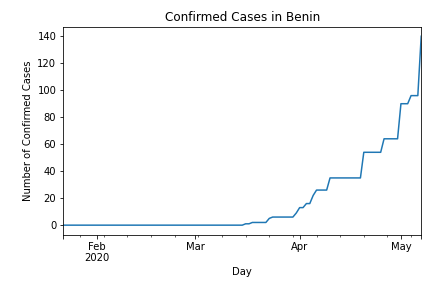 Confirmed Cases in Benin
140
120
100
80
60
40
20
0
Number of Confirmed Cases
Feb
2020
Mar
Apr
May
Day